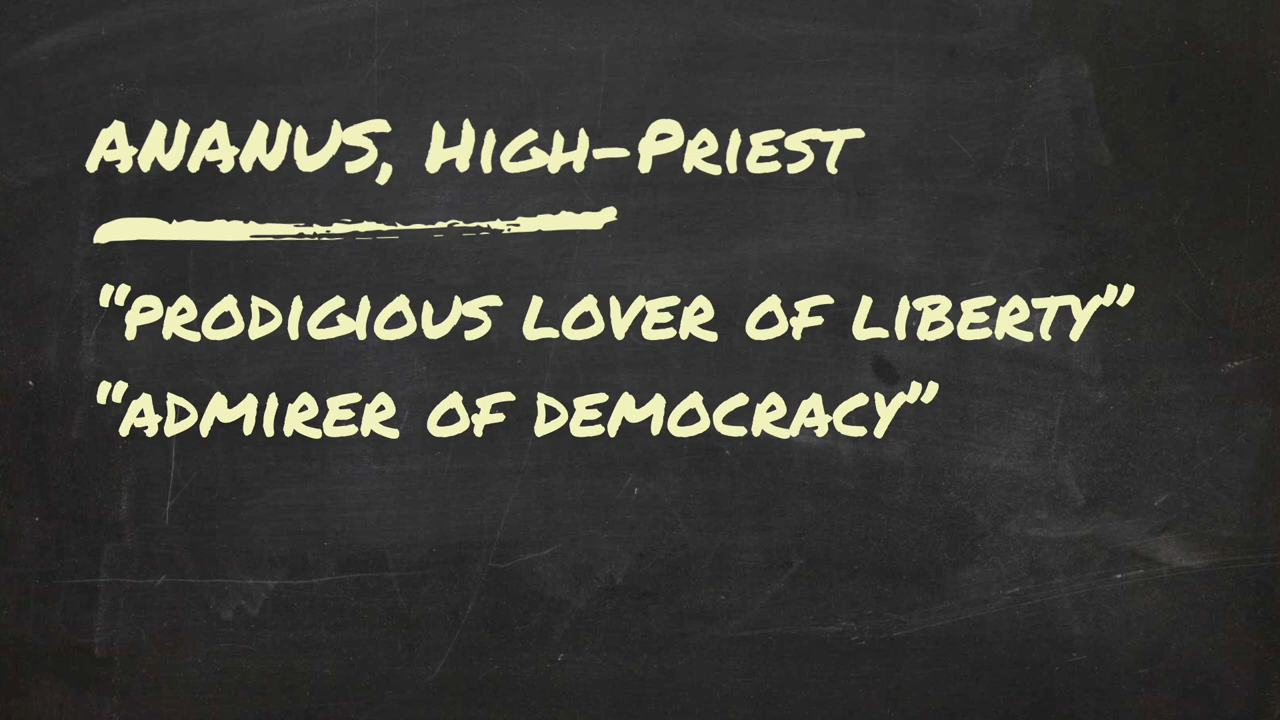 ANANUS, HIGH-PRIEST
“PRODIGIOUS LOVER OF LIBERTY”
“ADMIRER OF DEMOCRACY”